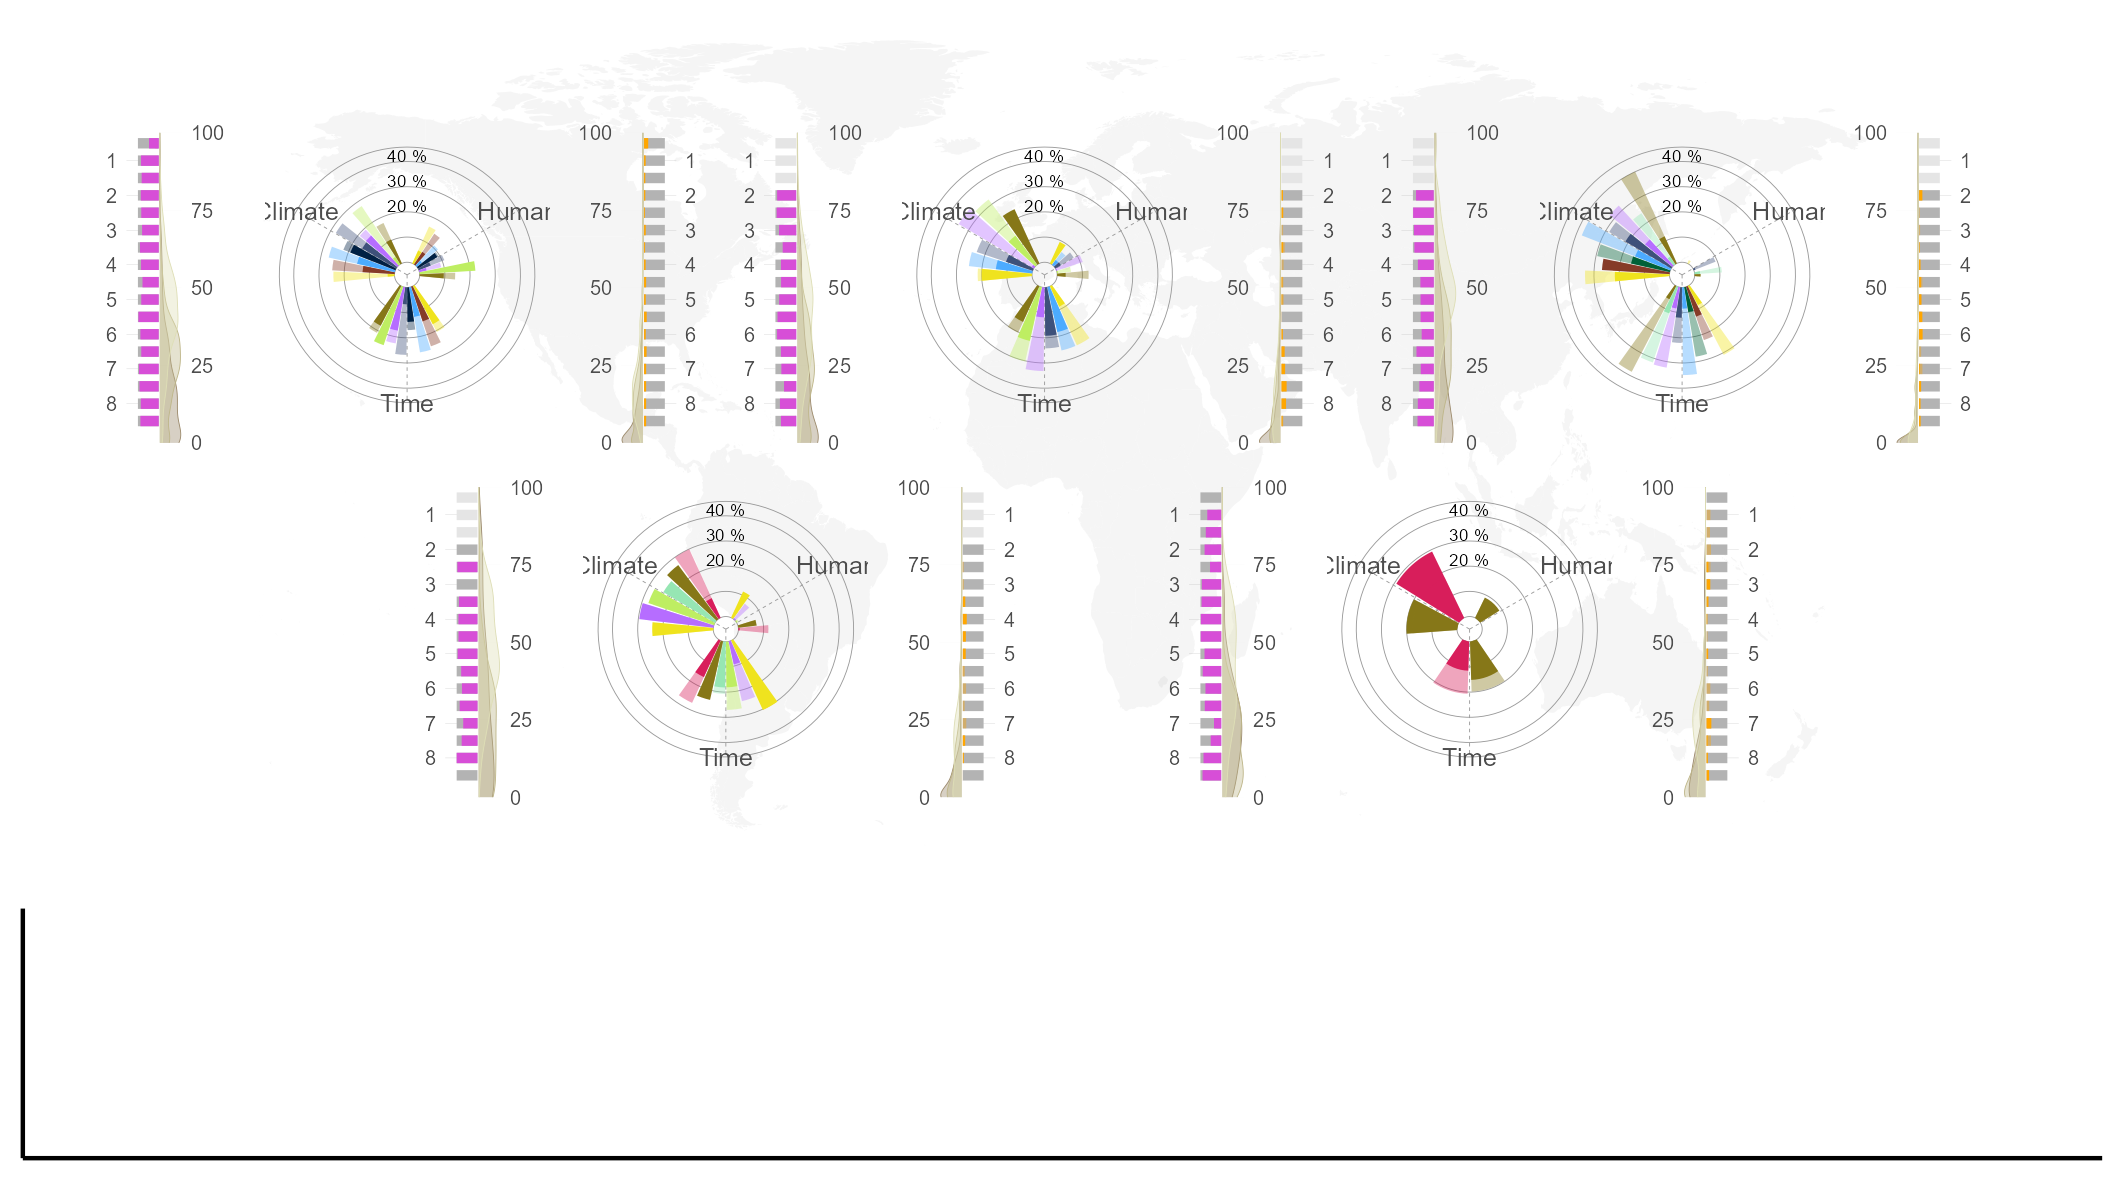 100 100 100 100 100 100
40 % 40 % 40 %
1 1 1 1 1 1
30 % 30 % 30 %
2 2 2 2 2 2
20 % 20 % 20 %
75 Climate Human 75 75 Climate Human 75 75 Climate Human 75
3 3 3 3 3 3
4 4 4 4 4 4
50 50 50 50 50 50
5 5 5 5 5 5
6 6 6 6 6 6
25 7 25 7 7 25 25 7 7 25 25 7
8 Time 8 8 Time 8 8 Time 8
0 0 0 0 0 0
100 100 100 100
40 % 40 %
1 1 1 1
30 % 30 %
2 2 2 2
20 % 20 %
75 Climate Human 75 75 Climate Human 75
3 3 3 3
4 4 4 4
50 50 50 50
5 5 5 5
6 6 6 6
25 25 25 25
7 7 7 7
8 Time 8 8 Time 8
0 0 0 0